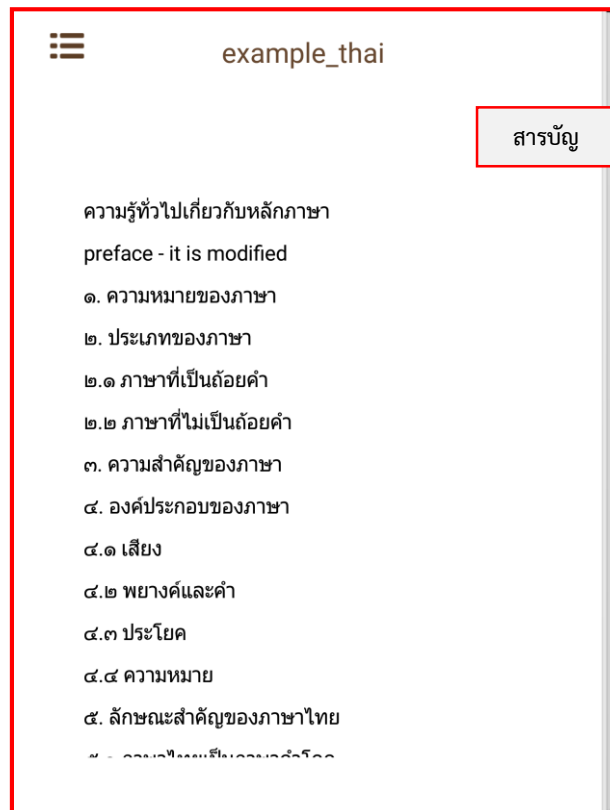 example_thai
สารบัญ
ความรู้ทั่วไปเกี่ยวกับหลักภาษา
preface - it is modified
๑. ความหมายของภาษา
๒. ประเภทของภาษา
๒.๑ ภาษาที่เป็นถ้อยคำ
๒.๒ ภาษาที่ไม่เป็นถ้อยคำ
๓. ความสำคัญของภาษา
๔. องค์ประกอบของภาษา
๔.๑ เสียง
๔.๒ พยางค์และคำ
๔.๓ ประโยค
๔.๔ ความหมาย
๕. ลักษณะสำคัญของภาษาไทย